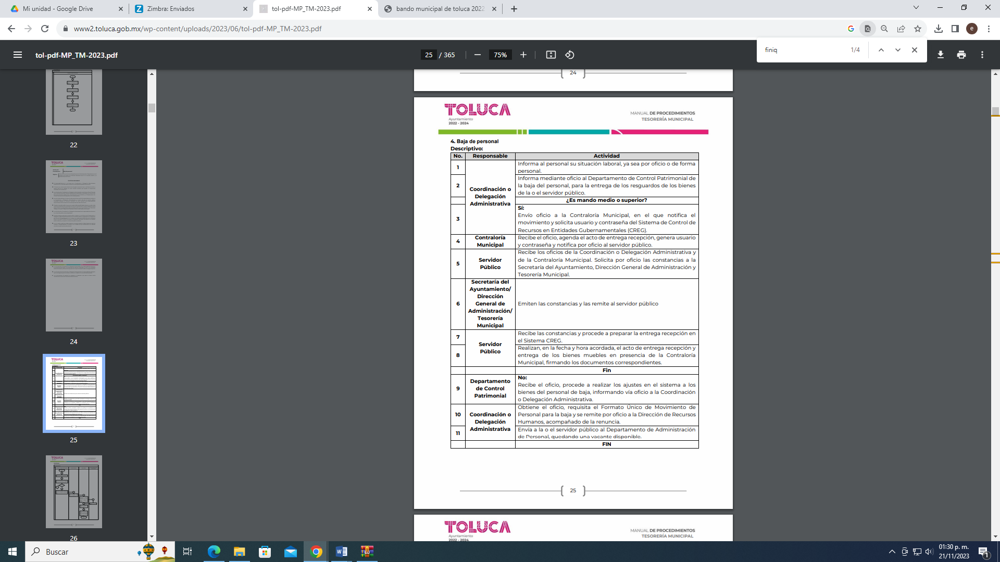 Mi unidad - Google Drive
Zimbra: Enviados
tol-pdf-MP_TM-2023.pdf
bando municipal de toluca 2022
www2.toluca.gob.mx/wp-content/uploads/2023/06/tol-pdf-MP_TM-2023.pdf
e
tol-pdf-MP_TM-2023.pdf
25 / 365
75%
finiq
1/4
22
23
24
25
26
24
TOLUCA
Ayuntamiento
2022 - 2024
MANUAL DE PROCEDIMIENTOS
TESORERÍA MUNICIPAL
4. Baja de personal
Descriptivo:
No. Responsable Actividad
1
Informa al personal su situación laboral, ya sea por oficio o de forma
personal.
2
Informa mediante oficio al Departamento de Control Patrimonial de
la baja del personal, para la entrega de los resguardos de los bienes
de la o el servidor público.
Coordinación o
Delegación
Administrativa
¿Es mando medio o superior?
3
Sí:
Envío oficio a la Contraloría Municipal, en el que notifica el
movimiento y solicita usuario y contraseña del Sistema de Control de
Recursos en Entidades Gubernamentales (CREG).
4
Contraloría
Municipal
Recibe el oficio, agenda el acto de entrega recepción, genera usuario
y contraseña y notifica por oficio al servidor público.
5
Servidor
Público
Recibe los oficios de la Coordinación o Delegación Administrativa y
de la Contraloría Municipal. Solicita por oficio las constancias a la
Secretaría del Ayuntamiento, Dirección General de Administración y
Tesorería Municipal.
6
Secretaría del
Ayuntamiento/
Dirección
General de
Administración/
Tesorería
Municipal
Emiten las constancias y las remite al servidor público
7
Servidor
Público
Recibe las constancias y procede a preparar la entrega recepción en
el Sistema CREG.
8
Realizan, en la fecha y hora acordada, el acto de entrega recepción y
entrega de los bienes muebles en presencia de la Contraloría
Municipal, firmando los documentos correspondientes.
Fin
9
Departamento
de Control
Patrimonial
No:
Recibe el oficio, procede a realizar los ajustes en el sistema a los
bienes del personal de baja, informando vía oficio a la Coordinación
o Delegación Administrativa.
10
Coordinación o
Delegación
Administrativa
Obtiene el oficio, requisita el Formato Único de Movimiento de
Personal para la baja y se remite por oficio a la Dirección de Recursos
Humanos, acompañado de la renuncia.
11
Envía a la o el servidor público al Departamento de Administración
de Personal, quedando una vacante disponible.
FIN
25
TOLUCA
Ayuntamiento
2022 - 2024
MANUAL DE PROCEDIMIENTOS
TESORERÍA MUNICIPAL
Buscar
01:30 p. m.
21/11/2023
1